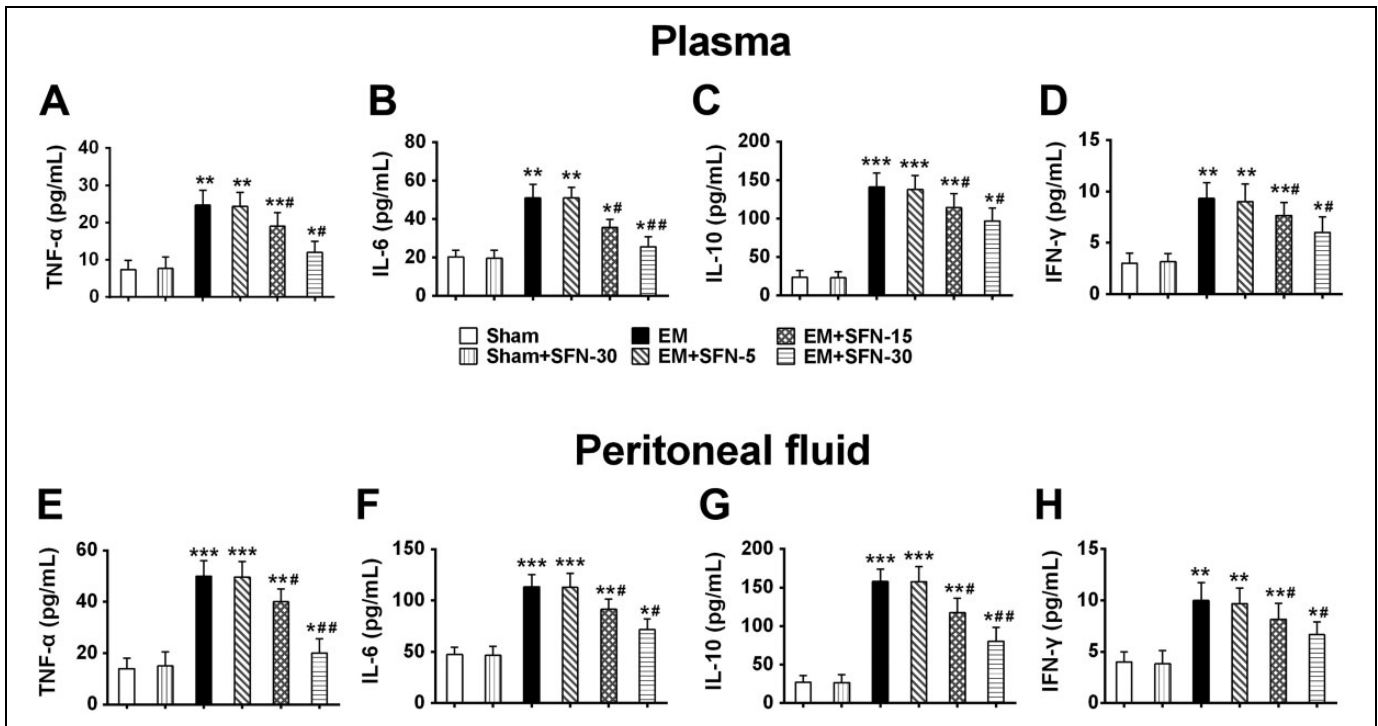 Plasma
A
B
C
D
TNF-α (pg/mL)
40
30
20
10
0
** ** **# *#
IL-6 (pg/mL)
80
60
40
20
0
** ** *# *##
IL-10 (pg/mL)
200
150
100
50
0
*** *** **# *#
IFN-γ (pg/mL)
15
10
5
0
** ** **# *#
Sham EM EM+SFN-15
Sham+SFN-30 EM+SFN-5 EM+SFN-30
Peritoneal fluid
E
F
G
H
TNF-α (pg/mL)
60
40
20
0
*** *** **# *##
IL-6 (pg/mL)
150
100
50
0
*** *** **# *#
IL-10 (pg/mL)
200
150
100
50
0
*** *** **# *##
IFN-γ (pg/mL)
15
10
5
0
** ** **# *#